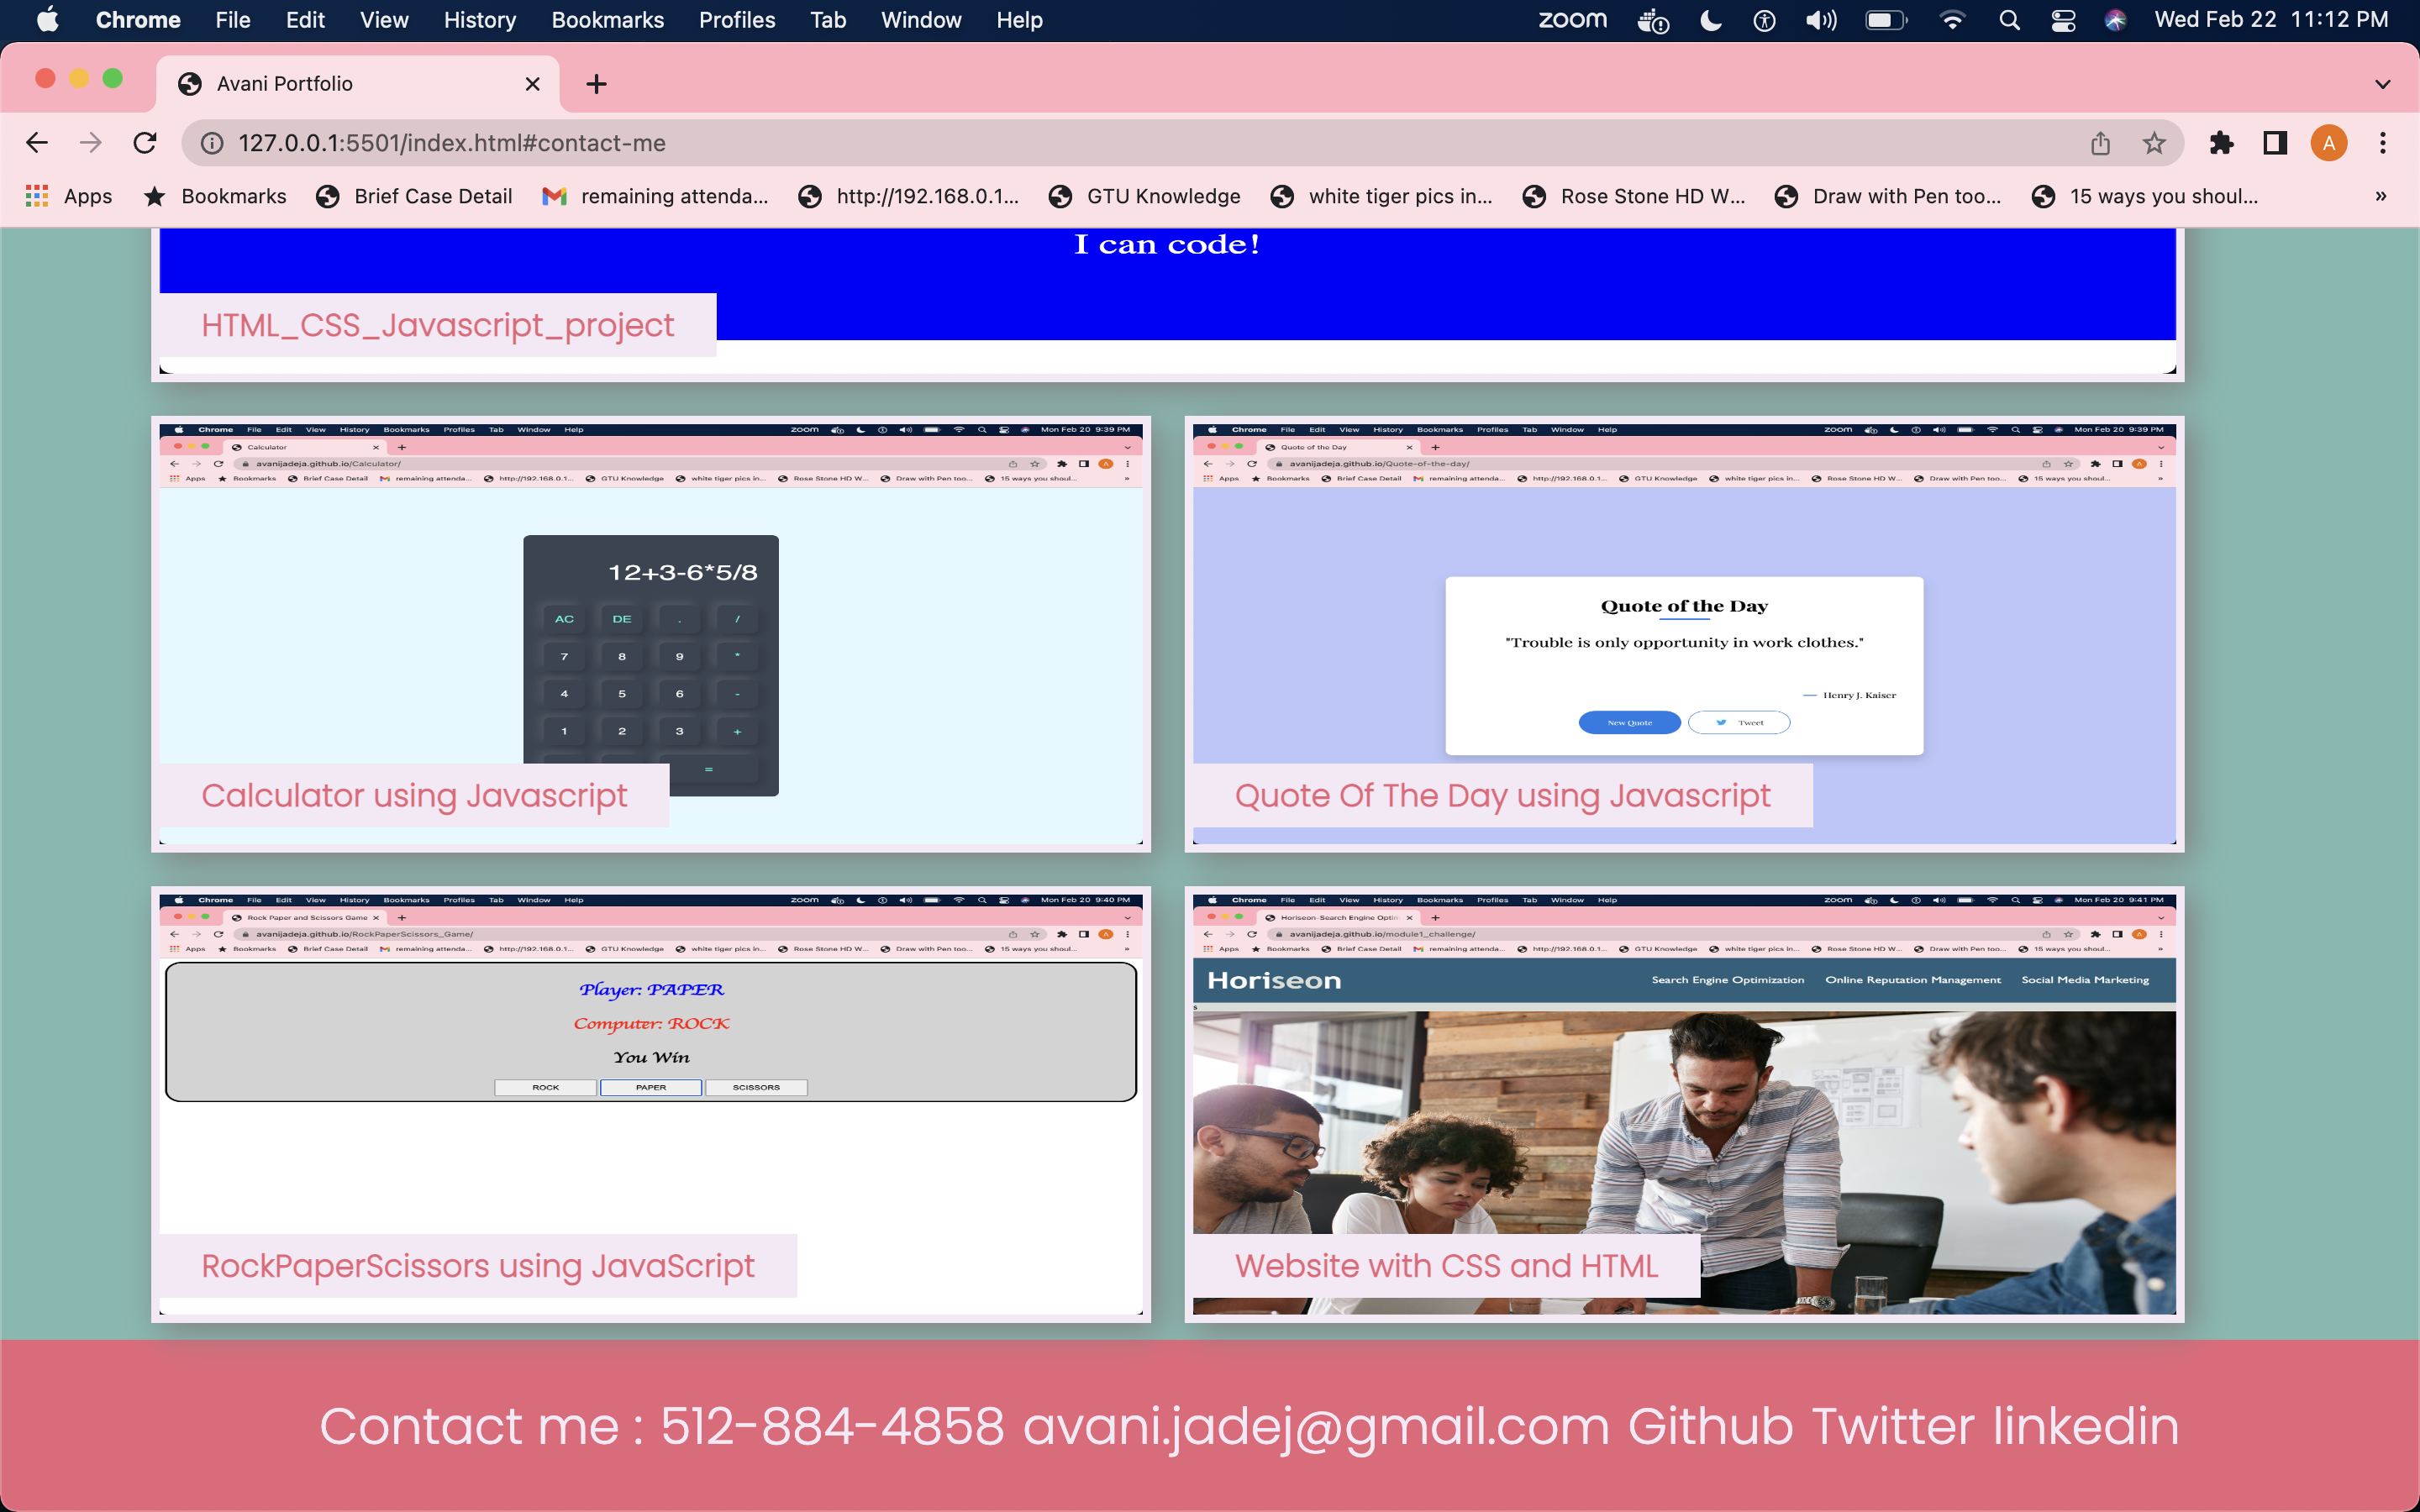 Chrome File Edit View History Bookmarks Profiles Tab Window Help zoom Wed Feb 22 11:12 PM
Avani Portfolio
127.0.0.1:5501/index.html#contact-me A
Apps Bookmarks Brief Case Detail remaining attenda... http://192.168.0.1... GTU Knowledge white tiger pics in... Rose Stone HD W... Draw with Pen too... 15 ways you shoul... »
I can code!
HTML_CSS_Javascript_project
Chrome File Edit View History Bookmarks Profiles Tab Window Help zoom Mon Feb 20 9:39 PM
Calculator
avanijadeja.github.io/Calculator/ A
Apps Bookmarks Brief Case Detail remaining attenda... http://192.168.0.1... GTU Knowledge white tiger pics in... Rose Stone HD W... Draw with Pen too... 15 ways you shoul... »
12+3-6*5/8
AC DE . /
7 8 9 *
4 5 6 -
1 2 3 +
=
Calculator using Javascript
Chrome File Edit View History Bookmarks Profiles Tab Window Help zoom Mon Feb 20 9:39 PM
Quote of the Day
avanijadeja.github.io/Quote-of-the-day/ A
Apps Bookmarks Brief Case Detail remaining attenda... http://192.168.0.1... GTU Knowledge white tiger pics in... Rose Stone HD W... Draw with Pen too... 15 ways you shoul... »
Quote of the Day
"Trouble is only opportunity in work clothes."
— Henry J. Kaiser
New Quote Tweet
Quote Of The Day using Javascript
Chrome File Edit View History Bookmarks Profiles Tab Window Help zoom Mon Feb 20 9:40 PM
Rock Paper and Scissors Game
avanijadeja.github.io/RockPaperScissors_Game/ A
Apps Bookmarks Brief Case Detail remaining attenda... http://192.168.0.1... GTU Knowledge white tiger pics in... Rose Stone HD W... Draw with Pen too... 15 ways you shoul... »
Player: PAPER
Computer: ROCK
You Win
ROCK PAPER SCISSORS
RockPaperScissors using JavaScript
Chrome File Edit View History Bookmarks Profiles Tab Window Help zoom Mon Feb 20 9:41 PM
Horiseon-Search Engine Optim
avanijadeja.github.io/module1_challenge/ A
Apps Bookmarks Brief Case Detail remaining attenda... http://192.168.0.1... GTU Knowledge white tiger pics in... Rose Stone HD W... Draw with Pen too... 15 ways you shoul... »
Horiseon Search Engine Optimization Online Reputation Management Social Media Marketing
s
Website with CSS and HTML
Contact me : 512-884-4858 avani.jadej@gmail.com Github Twitter linkedin